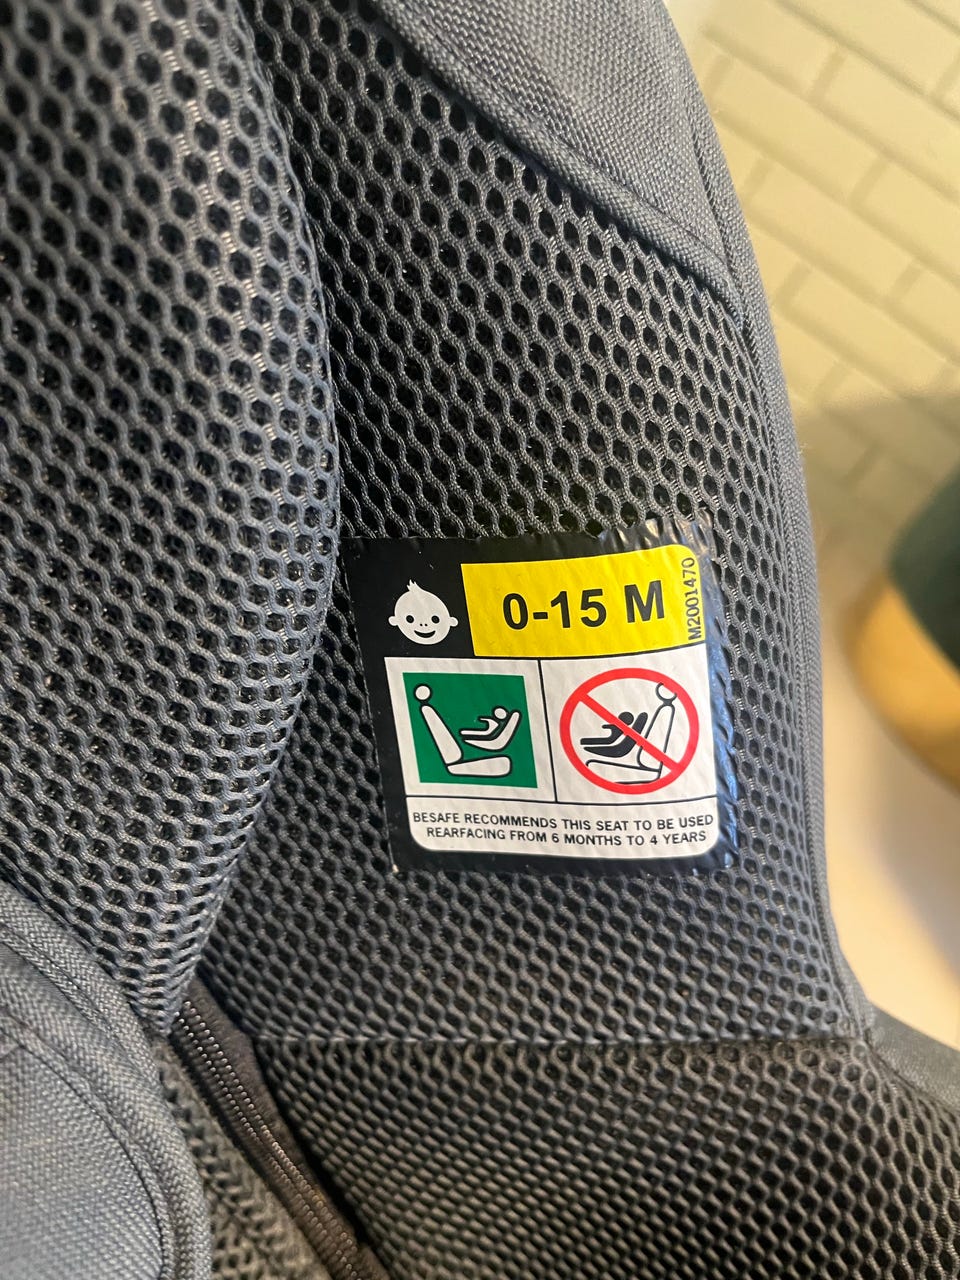 0-15 M
M2001470
BESAFE RECOMMENDS THIS SEAT TO BE USED
REARFACING FROM 6 MONTHS TO 4 YEARS